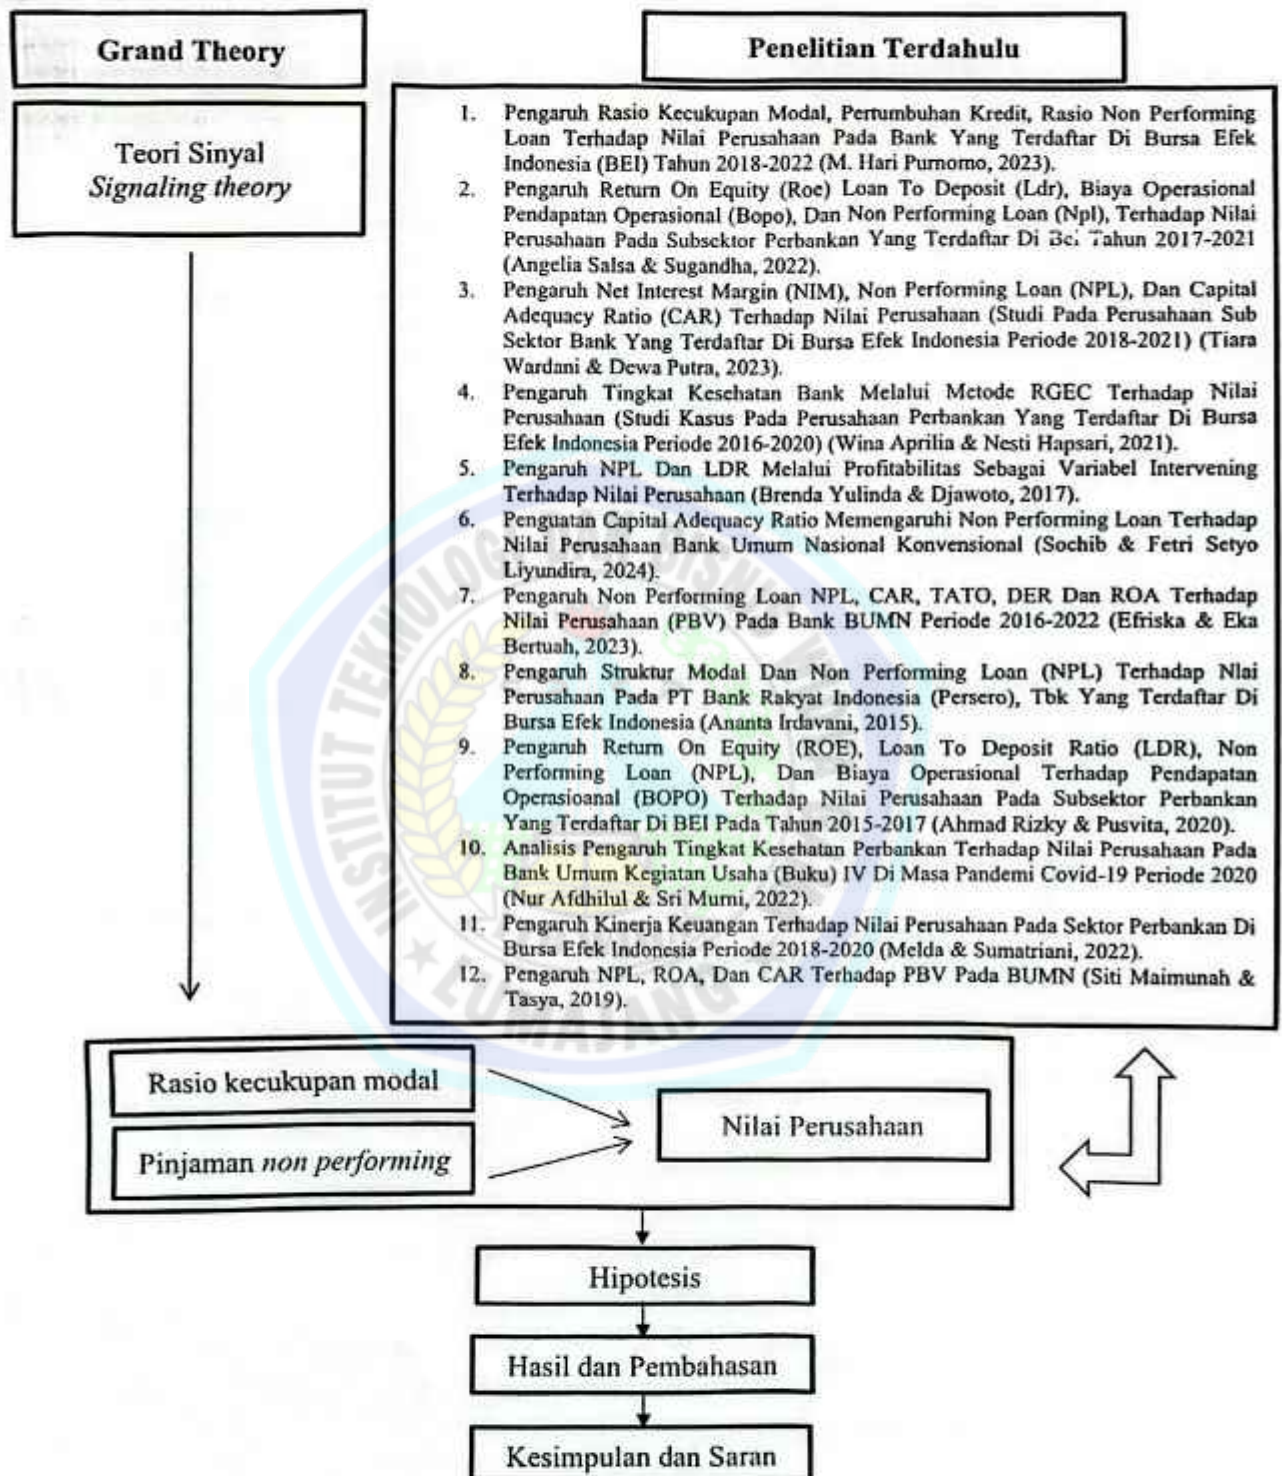 Grand Theory
Teori Sinyal
Signaling theory
Penelitian Terdahulu
1. Pengaruh Rasio Kecukupan Modal, Pertumbuhan Kredit, Rasio Non Performing
Loan Terhadap Nilai Perusahaan Pada Bank Yang Terdaftar Di Bursa Efek
Indonesia (BEI) Tahun 2018-2022 (M. Hari Purnomo, 2023).
2. Pengaruh Return On Equity (Roe) Loan To Deposit (Ldr), Biaya Operasional
Pendapatan Operasional (Bopo), Dan Non Performing Loan (Npl), Terhadap Nilai
Perusahaan Pada Subsektor Perbankan Yang Terdaftar Di Bei Tahun 2017-2021
(Angelia Salsa & Sugandha, 2022).
3. Pengaruh Net Interest Margin (NIM), Non Performing Loan (NPL), Dan Capital
Adequacy Ratio (CAR) Terhadap Nilai Perusahaan (Studi Pada Perusahaan Sub
Sektor Bank Yang Terdaftar Di Bursa Efek Indonesia Periode 2018-2021) (Tiara
Wardani & Dewa Putra, 2023).
4. Pengaruh Tingkat Kesehatan Bank Melalui Metode RGEC Terhadap Nilai
Perusahaan (Studi Kasus Pada Perusahaan Perbankan Yang Terdaftar Di Bursa
Efek Indonesia Periode 2016-2020) (Wina Aprilia & Nesti Hapsari, 2021).
5. Pengaruh NPL Dan LDR Melalui Profitabilitas Sebagai Variabel Intervening
Terhadap Nilai Perusahaan (Brenda Yulinda & Djawoto, 2017).
6. Penguatan Capital Adequacy Ratio Memengaruhi Non Performing Loan Terhadap
Nilai Perusahaan Bank Umum Nasional Konvensional (Sochib & Fetri Setyo
Liyundira, 2024).
7. Pengaruh Non Performing Loan NPL, CAR, TATO, DER Dan ROA Terhadap
Nilai Perusahaan (PBV) Pada Bank BUMN Periode 2016-2022 (Efriska & Eka
Bertuah, 2023).
8. Pengaruh Struktur Modal Dan Non Performing Loan (NPL) Terhadap Nlai
Perusahaan Pada PT Bank Rakyat Indonesia (Persero), Tbk Yang Terdaftar Di
Bursa Efek Indonesia (Ananta Irdavani, 2015).
9. Pengaruh Return On Equity (ROE), Loan To Deposit Ratio (LDR), Non
Performing Loan (NPL), Dan Biaya Operasional Terhadap Pendapatan
Operasioanal (BOPO) Terhadap Nilai Perusahaan Pada Subsektor Perbankan
Yang Terdaftar Di BEI Pada Tahun 2015-2017 (Ahmad Rizky & Pusvita, 2020).
10. Analisis Pengaruh Tingkat Kesehatan Perbankan Terhadap Nilai Perusahaan Pada
Bank Umum Kegiatan Usaha (Buku) IV Di Masa Pandemi Covid-19 Periode 2020
(Nur Afdhilul & Sri Murni, 2022).
11. Pengaruh Kinerja Keuangan Terhadap Nilai Perusahaan Pada Sektor Perbankan Di
Bursa Efek Indonesia Periode 2018-2020 (Melda & Sumatriani, 2022).
12. Pengaruh NPL, ROA, Dan CAR Terhadap PBV Pada BUMN (Siti Maimunah &
Tasya, 2019).
INSTITUT TEKNOLOGI DAN BISNIS
LUMAJANG
Rasio kecukupan modal
Pinjaman non performing
Nilai Perusahaan
Hipotesis
Hasil dan Pembahasan
Kesimpulan dan Saran